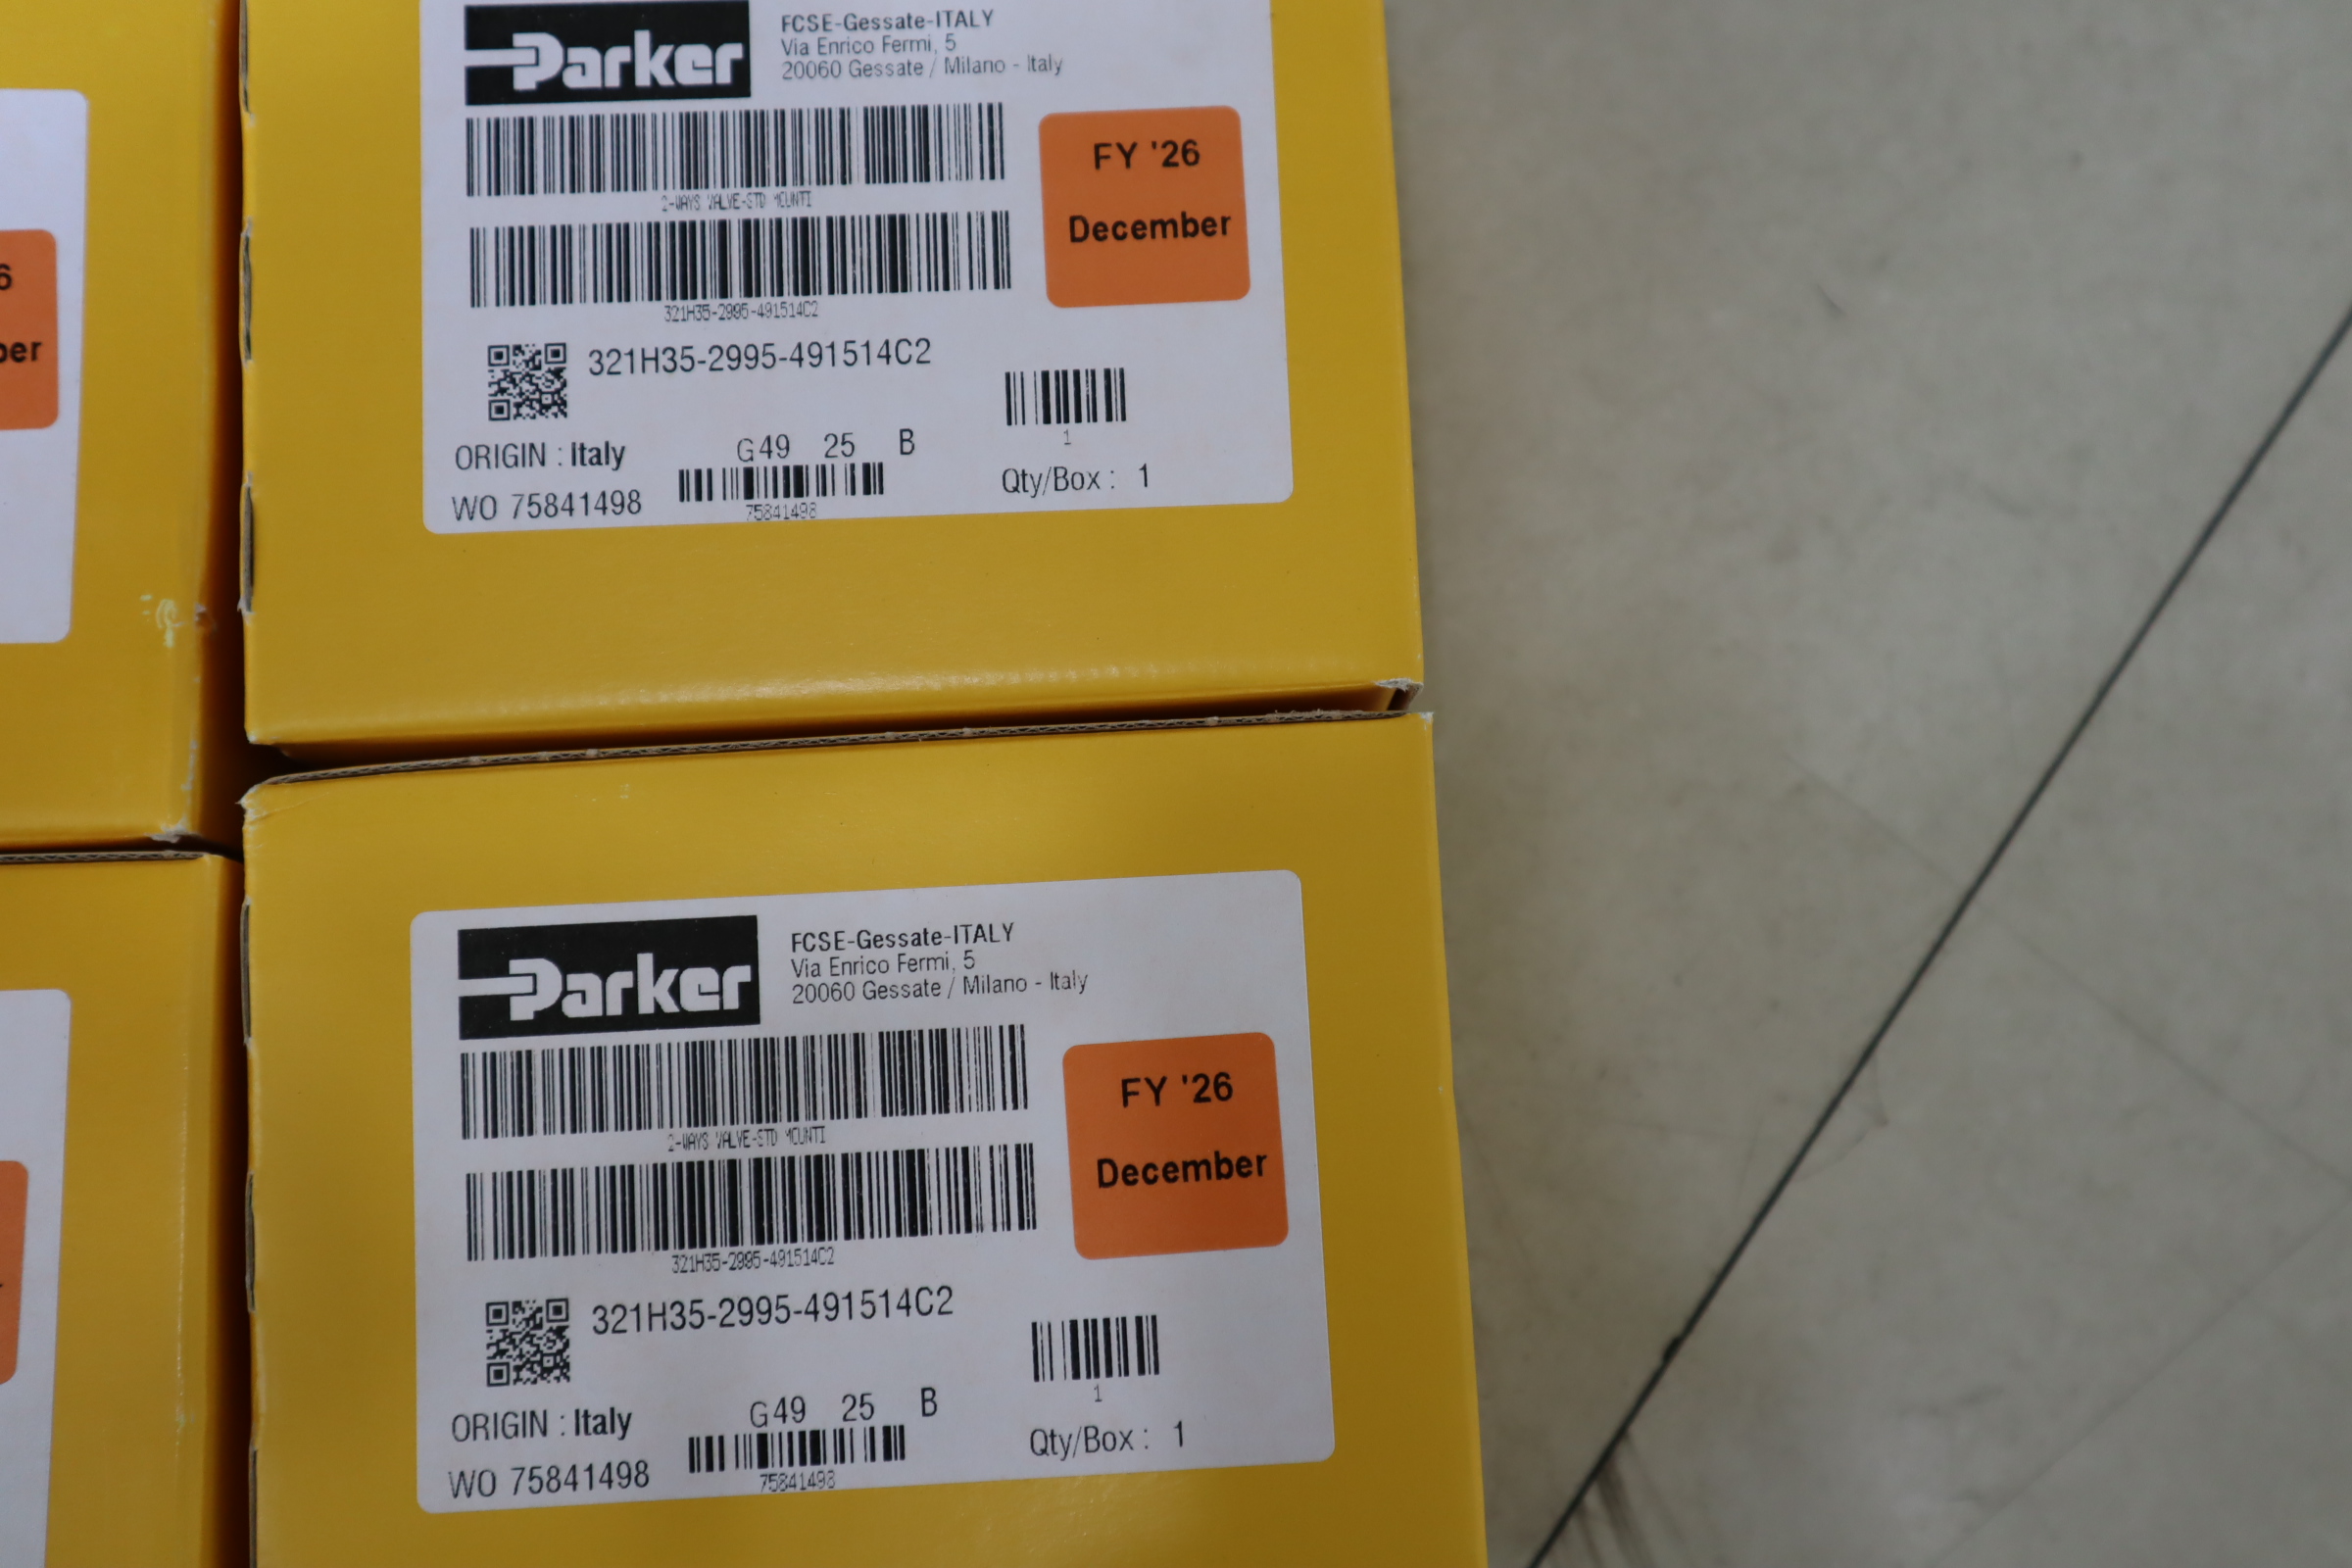 6
ber
Parker
FCSE-Gessate-ITALY
Via Enrico Fermi, 5
20060 Gessate / Milano - Italy
FY '26
December
2-WAYS VALVE-STD MOUNTI
321H35-2995-491514C2
321H35-2995-491514C2
1
ORIGIN : Italy
G49 25 B
Qty/Box : 1
WO 75841498
75841498
Parker
FCSE-Gessate-ITALY
Via Enrico Fermi, 5
20060 Gessate / Milano - Italy
FY '26
December
2-WAYS VALVE-STD MOUNTI
321H35-2995-491514C2
321H35-2995-491514C2
1
ORIGIN : Italy
G49 25 B
Qty/Box : 1
WO 75841498
75841498